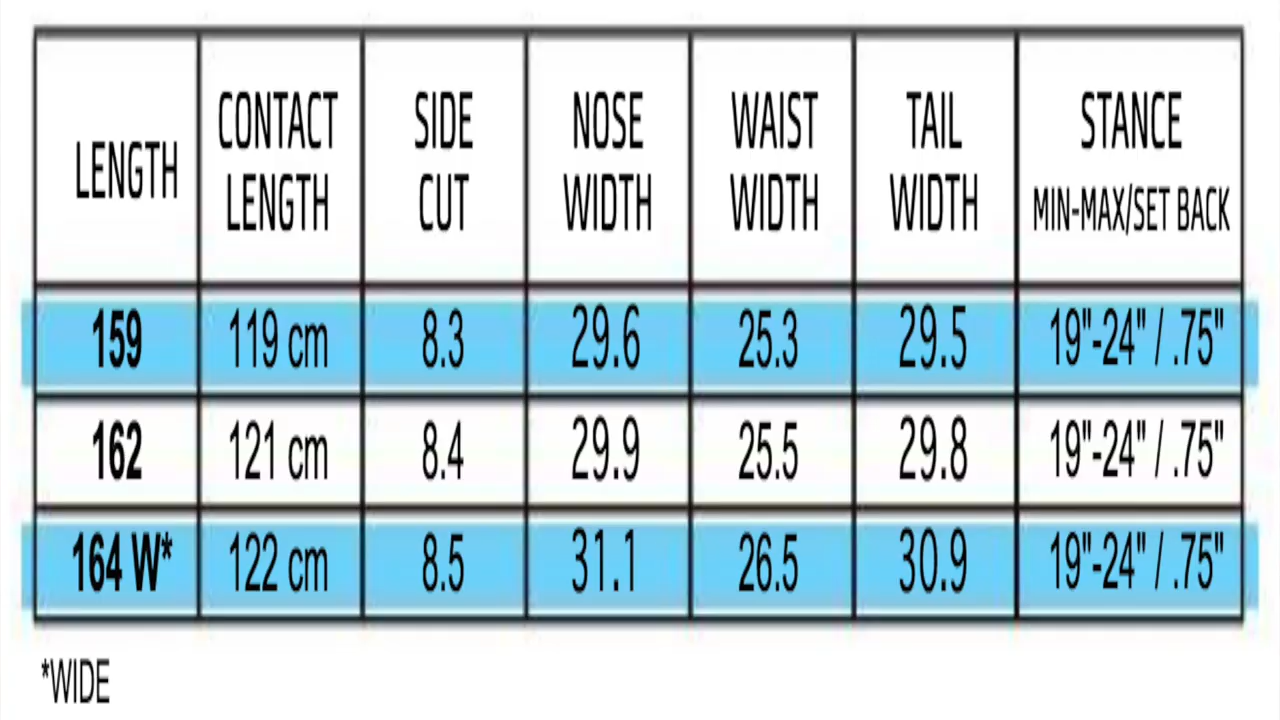 LENGTH CONTACT LENGTH SIDE CUT NOSE WIDTH WAIST WIDTH TAIL WIDTH STANCE MIN-MAX/SET BACK
159 119 cm 8.3 29.6 25.3 29.5 19"-24" / .75"
162 121 cm 8.4 29.9 25.5 29.8 19"-24" / .75"
164 W* 122 cm 8.5 31.1 26.5 30.9 19"-24" / .75"
*WIDE